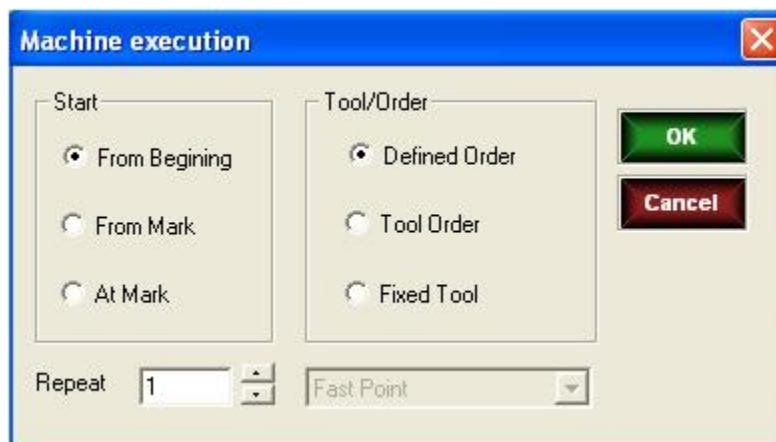 Machine execution
Start
From Begining
From Mark
At Mark
Tool/Order
Defined Order
Tool Order
Fixed Tool
OK
Cancel
Repeat 1
Fast Point